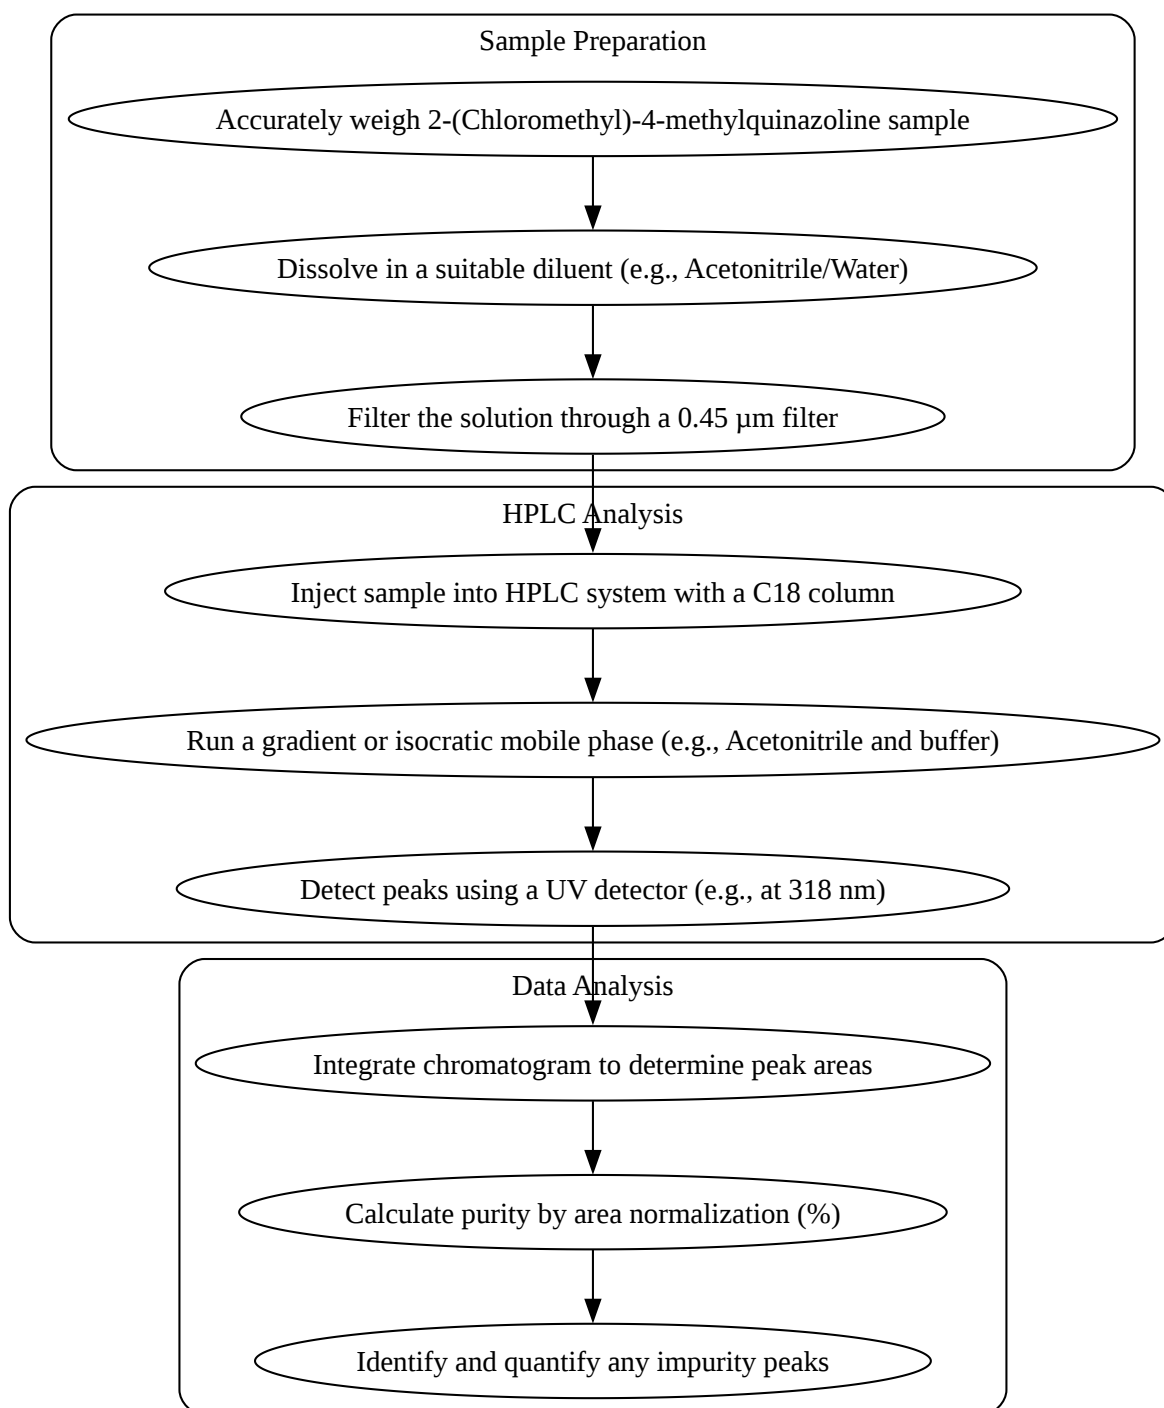 Sample Preparation
Accurately weigh 2-(Chloromethyl)-4-methylquinazoline sample
Dissolve in a suitable diluent (e.g., Acetonitrile/Water)
Filter the solution through a 0.45 µm filter
HPLC Analysis
Inject sample into HPLC system with a C18 column
Run a gradient or isocratic mobile phase (e.g., Acetonitrile and buffer)
Detect peaks using a UV detector (e.g., at 318 nm)
Data Analysis
Integrate chromatogram to determine peak areas
Calculate purity by area normalization (%)
Identify and quantify any impurity peaks